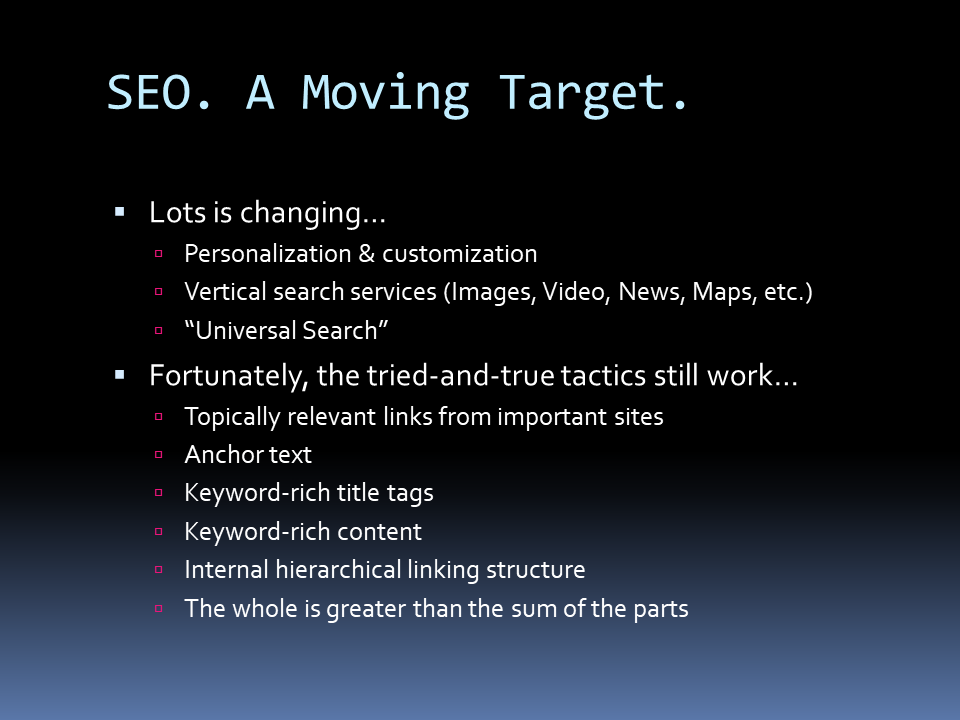 SEO. A Moving Target.
Lots is changing…
Personalization & customization
Vertical search services (Images, Video, News, Maps, etc.)
“Universal Search”
Fortunately, the tried-and-true tactics still work…
Topically relevant links from important sites
Anchor text
Keyword-rich title tags
Keyword-rich content
Internal hierarchical linking structure
The whole is greater than the sum of the parts